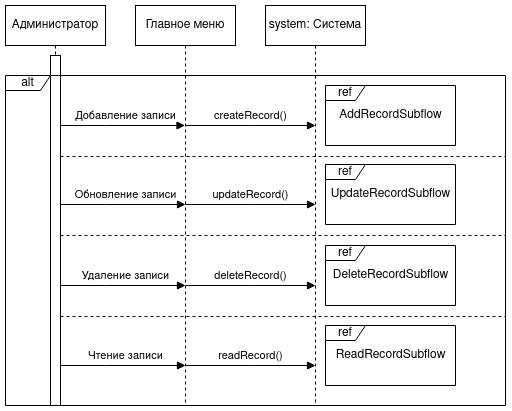 Администратор
Главное меню
system: Система
alt
ref
Добавление записи
createRecord()
AddRecordSubflow
ref
Обновление записи
updateRecord()
UpdateRecordSubflow
ref
Удаление записи
deleteRecord()
DeleteRecordSubflow
ref
Чтение записи
readRecord()
ReadRecordSubflow